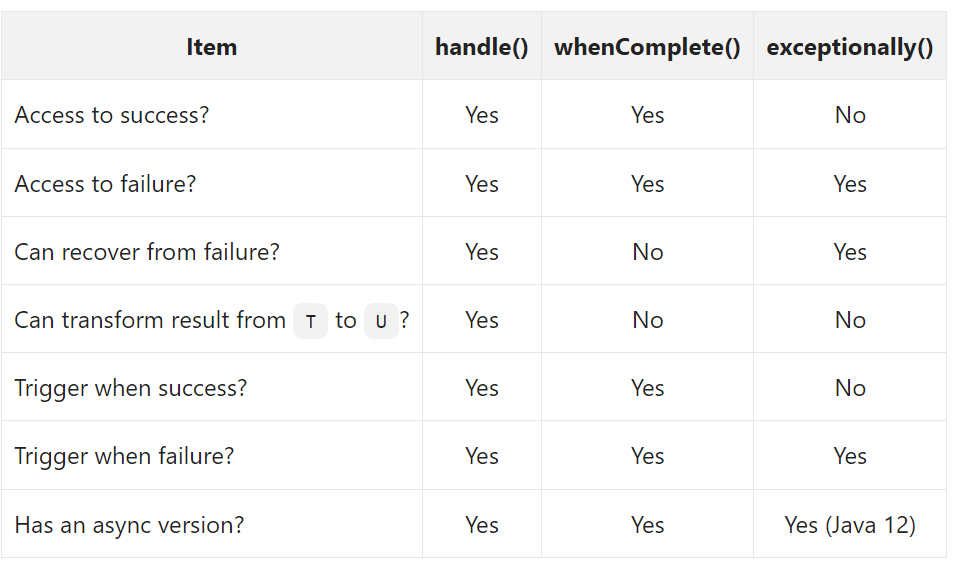 Item handle() whenComplete() exceptionally()
Access to success? Yes Yes No
Access to failure? Yes Yes Yes
Can recover from failure? Yes No Yes
Can transform result from T to U? Yes No No
Trigger when success? Yes Yes No
Trigger when failure? Yes Yes Yes
Has an async version? Yes Yes Yes (Java 12)